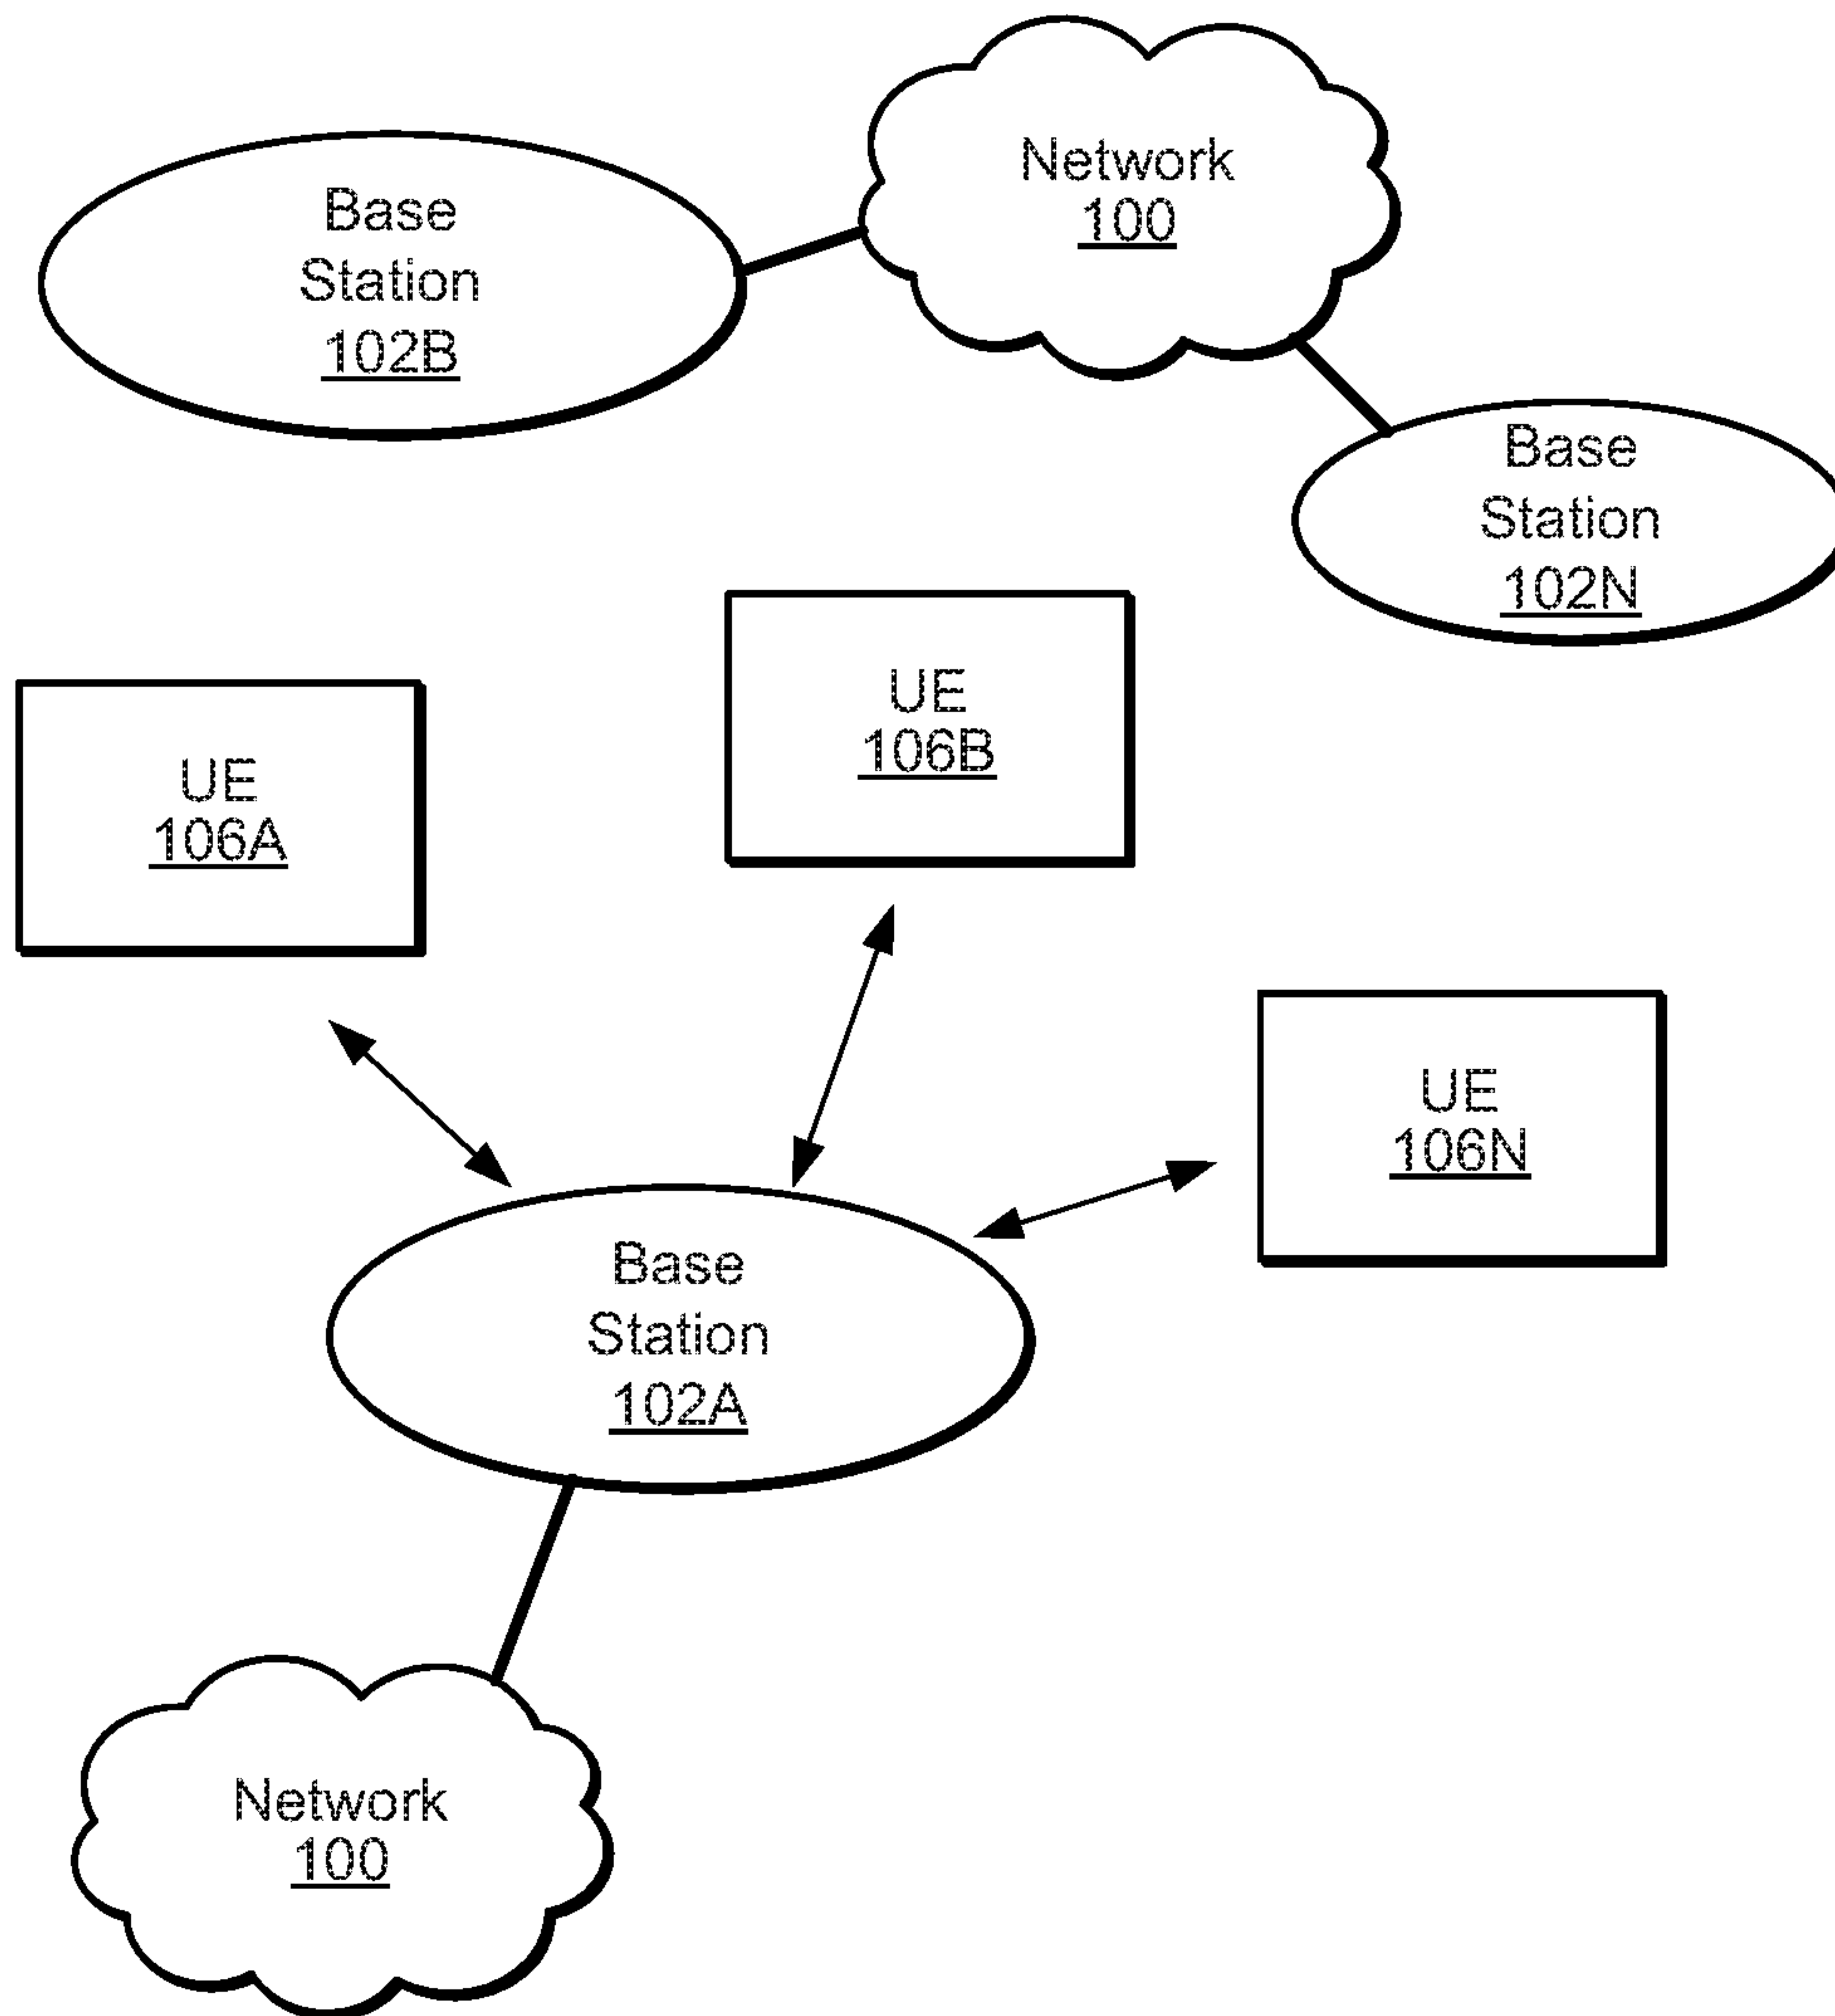 Network
100
Base
Station
102B
Base
Station
102N
UE
106B
UE
106A
UE
106N
Base
Station
102A
Network
100